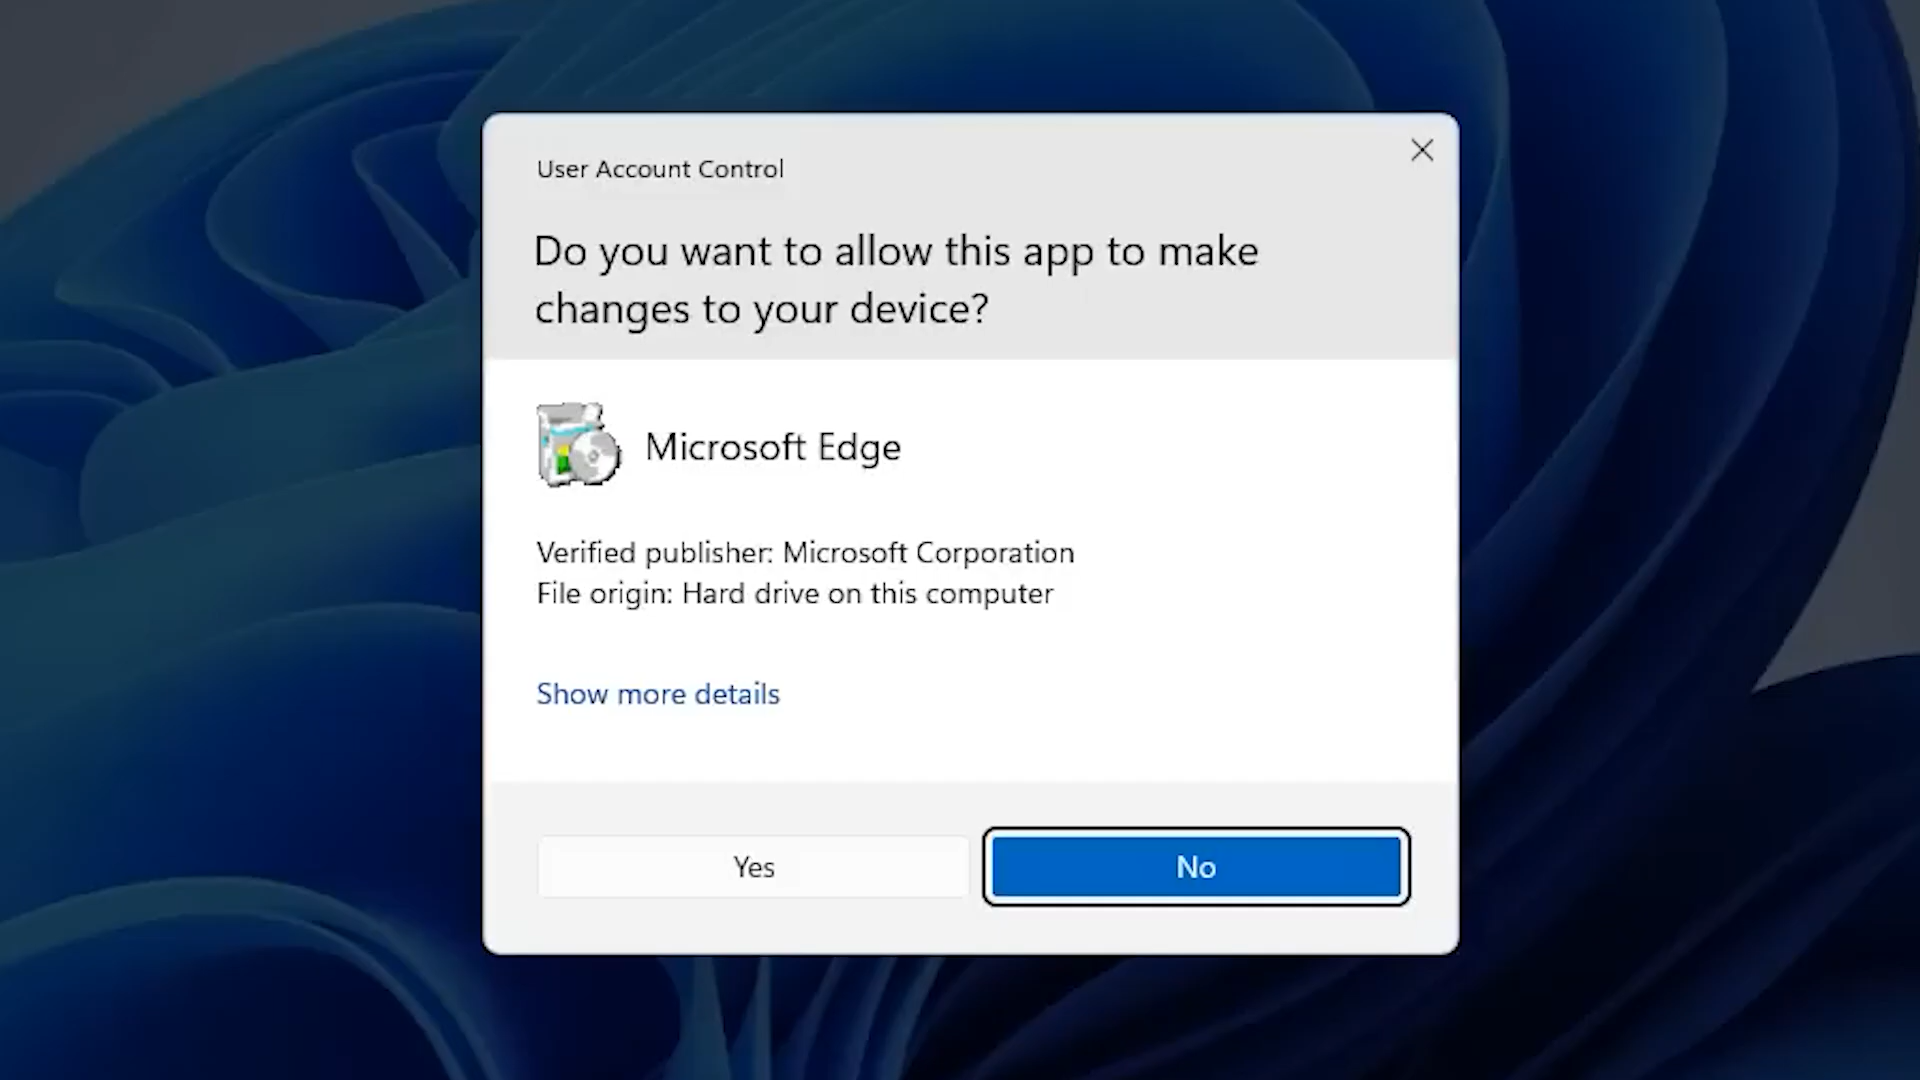 User Account Control
Do you want to allow this app to make
changes to your device?
Microsoft Edge
Verified publisher: Microsoft Corporation
File origin: Hard drive on this computer
Show more details
Yes
No